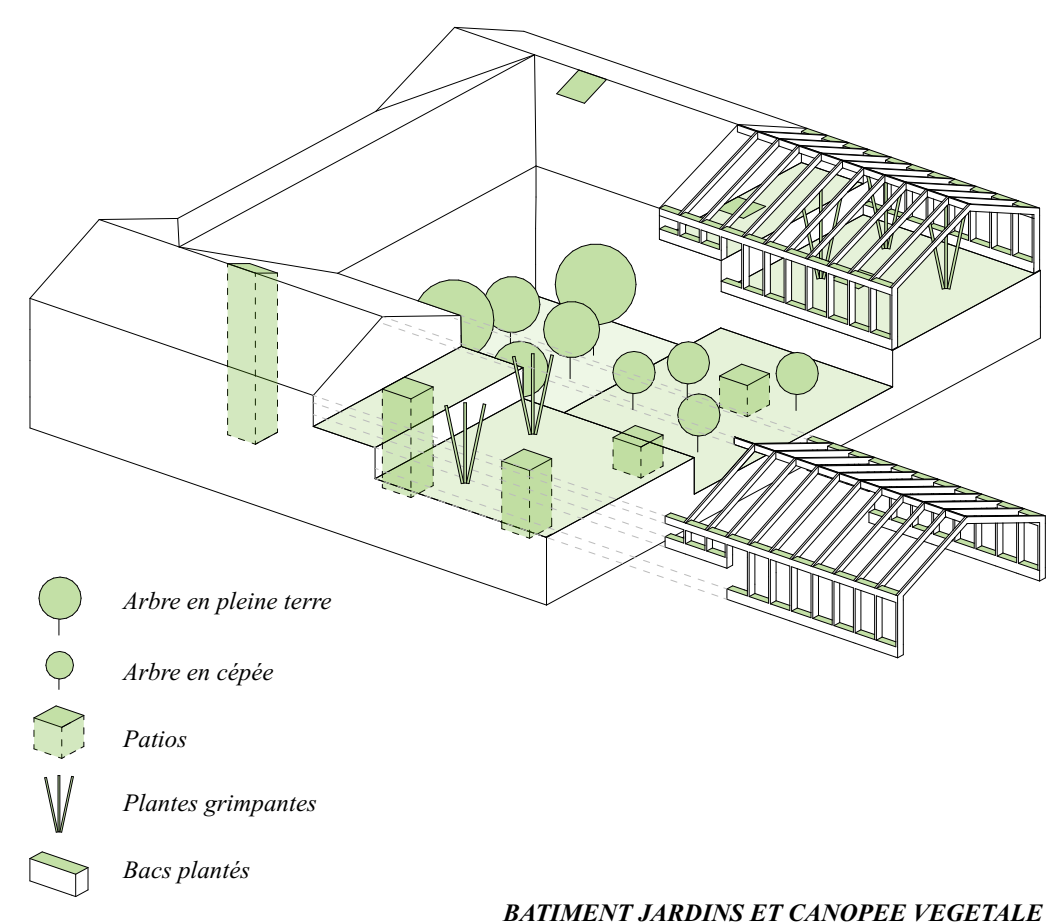 Arbre en pleine terre
Arbre en cépée
Patios
Plantes grimpantes
Bacs plantés
BATIMENT JARDINS ET CANOPEE VEGETALE